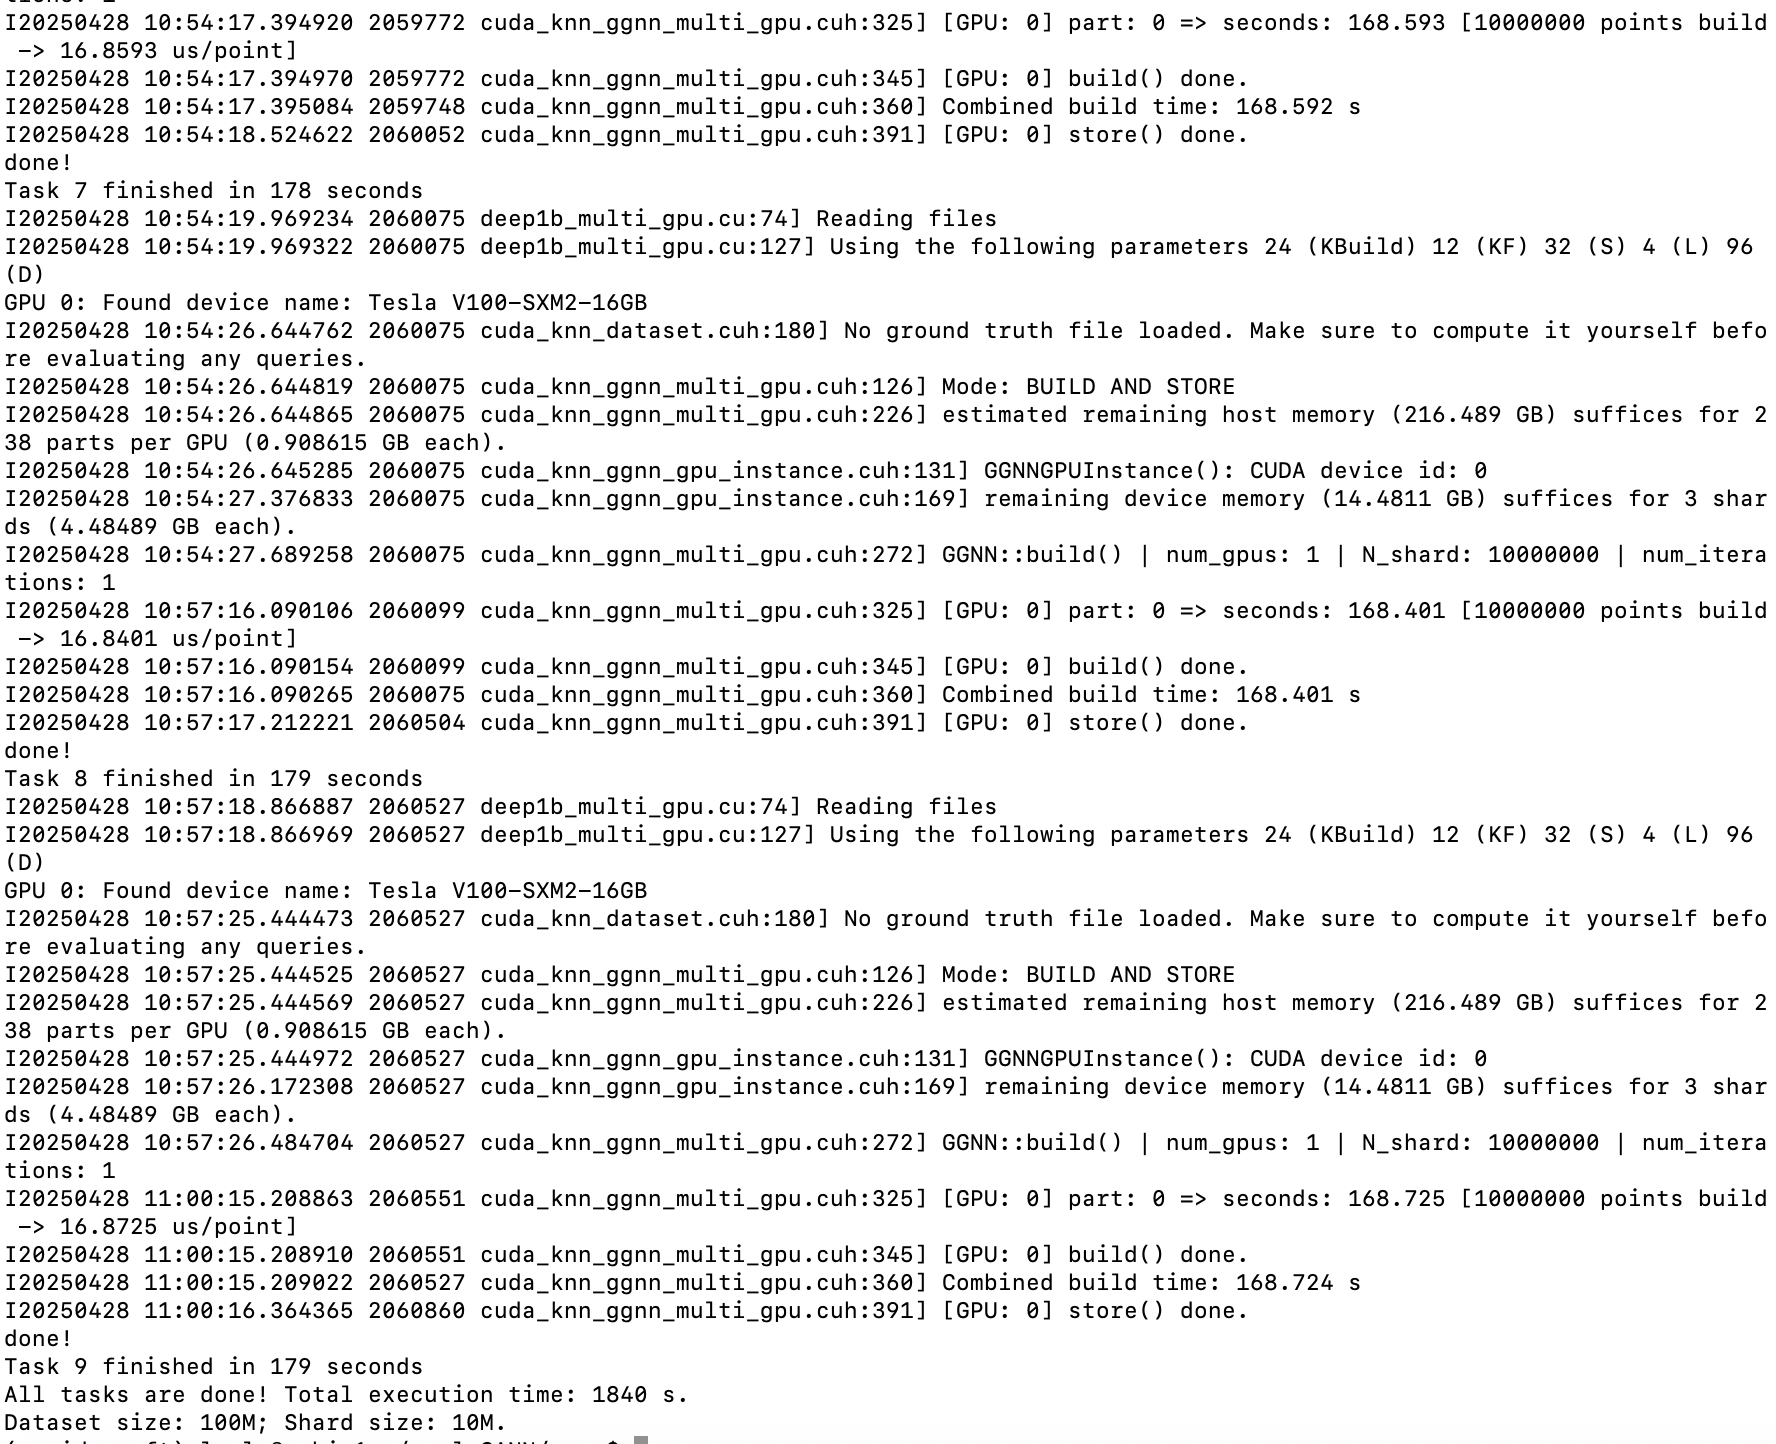 tions: 1
I20250428 10:54:17.394920 2059772 cuda_knn_ggnn_multi_gpu.cuh:325] [GPU: 0] part: 0 => seconds: 168.593 [10000000 points build
 -> 16.8593 us/point]
I20250428 10:54:17.394970 2059772 cuda_knn_ggnn_multi_gpu.cuh:345] [GPU: 0] build() done.
I20250428 10:54:17.395084 2059748 cuda_knn_ggnn_multi_gpu.cuh:360] Combined build time: 168.592 s
I20250428 10:54:18.524622 2060052 cuda_knn_ggnn_multi_gpu.cuh:391] [GPU: 0] store() done.
done!
Task 7 finished in 178 seconds
I20250428 10:54:19.969234 2060075 deep1b_multi_gpu.cu:74] Reading files
I20250428 10:54:19.969322 2060075 deep1b_multi_gpu.cu:127] Using the following parameters 24 (KBuild) 12 (KF) 32 (S) 4 (L) 96
(D)
GPU 0: Found device name: Tesla V100-SXM2-16GB
I20250428 10:54:26.644762 2060075 cuda_knn_dataset.cuh:180] No ground truth file loaded. Make sure to compute it yourself befo
re evaluating any queries.
I20250428 10:54:26.644819 2060075 cuda_knn_ggnn_multi_gpu.cuh:126] Mode: BUILD AND STORE
I20250428 10:54:26.644865 2060075 cuda_knn_ggnn_multi_gpu.cuh:226] estimated remaining host memory (216.489 GB) suffices for 2
38 parts per GPU (0.908615 GB each).
I20250428 10:54:26.645285 2060075 cuda_knn_ggnn_gpu_instance.cuh:131] GGNNGPUInstance(): CUDA device id: 0
I20250428 10:54:27.376833 2060075 cuda_knn_ggnn_gpu_instance.cuh:169] remaining device memory (14.4811 GB) suffices for 3 shar
ds (4.48489 GB each).
I20250428 10:54:27.689258 2060075 cuda_knn_ggnn_multi_gpu.cuh:272] GGNN::build() | num_gpus: 1 | N_shard: 10000000 | num_itera
tions: 1
I20250428 10:57:16.090106 2060099 cuda_knn_ggnn_multi_gpu.cuh:325] [GPU: 0] part: 0 => seconds: 168.401 [10000000 points build
 -> 16.8401 us/point]
I20250428 10:57:16.090154 2060099 cuda_knn_ggnn_multi_gpu.cuh:345] [GPU: 0] build() done.
I20250428 10:57:16.090265 2060075 cuda_knn_ggnn_multi_gpu.cuh:360] Combined build time: 168.401 s
I20250428 10:57:17.212221 2060504 cuda_knn_ggnn_multi_gpu.cuh:391] [GPU: 0] store() done.
done!
Task 8 finished in 179 seconds
I20250428 10:57:18.866887 2060527 deep1b_multi_gpu.cu:74] Reading files
I20250428 10:57:18.866969 2060527 deep1b_multi_gpu.cu:127] Using the following parameters 24 (KBuild) 12 (KF) 32 (S) 4 (L) 96
(D)
GPU 0: Found device name: Tesla V100-SXM2-16GB
I20250428 10:57:25.444473 2060527 cuda_knn_dataset.cuh:180] No ground truth file loaded. Make sure to compute it yourself befo
re evaluating any queries.
I20250428 10:57:25.444525 2060527 cuda_knn_ggnn_multi_gpu.cuh:126] Mode: BUILD AND STORE
I20250428 10:57:25.444569 2060527 cuda_knn_ggnn_multi_gpu.cuh:226] estimated remaining host memory (216.489 GB) suffices for 2
38 parts per GPU (0.908615 GB each).
I20250428 10:57:25.444972 2060527 cuda_knn_ggnn_gpu_instance.cuh:131] GGNNGPUInstance(): CUDA device id: 0
I20250428 10:57:26.172308 2060527 cuda_knn_ggnn_gpu_instance.cuh:169] remaining device memory (14.4811 GB) suffices for 3 shar
ds (4.48489 GB each).
I20250428 10:57:26.484704 2060527 cuda_knn_ggnn_multi_gpu.cuh:272] GGNN::build() | num_gpus: 1 | N_shard: 10000000 | num_itera
tions: 1
I20250428 11:00:15.208863 2060551 cuda_knn_ggnn_multi_gpu.cuh:325] [GPU: 0] part: 0 => seconds: 168.725 [10000000 points build
 -> 16.8725 us/point]
I20250428 11:00:15.208910 2060551 cuda_knn_ggnn_multi_gpu.cuh:345] [GPU: 0] build() done.
I20250428 11:00:15.209022 2060527 cuda_knn_ggnn_multi_gpu.cuh:360] Combined build time: 168.724 s
I20250428 11:00:16.364365 2060860 cuda_knn_ggnn_multi_gpu.cuh:391] [GPU: 0] store() done.
done!
Task 9 finished in 179 seconds
All tasks are done! Total execution time: 1840 s.
Dataset size: 100M; Shard size: 10M.